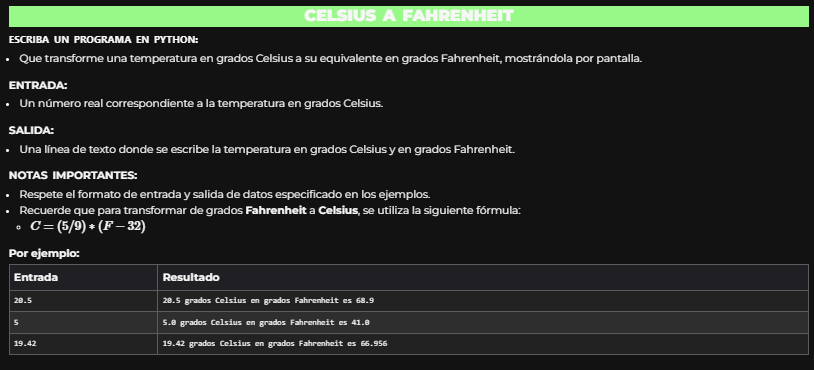 CELSIUS A FAHRENHEIT
ESCRIBA UN PROGRAMA EN PYTHON:
• Que transforme una temperatura en grados Celsius a su equivalente en grados Fahrenheit, mostrándola por pantalla.
ENTRADA:
• Un número real correspondiente a la temperatura en grados Celsius.
SALIDA:
• Una línea de texto donde se escribe la temperatura en grados Celsius y en grados Fahrenheit.
NOTAS IMPORTANTES:
• Respete el formato de entrada y salida de datos especificado en los ejemplos.
• Recuerde que para transformar de grados Fahrenheit a Celsius, se utiliza la siguiente fórmula:
◦ C = (5/9) ∗ (F − 32)
Por ejemplo:
Entrada Resultado
20.5 20.5 grados Celsius en grados Fahrenheit es 68.9
5 5.0 grados Celsius en grados Fahrenheit es 41.0
19.42 19.42 grados Celsius en grados Fahrenheit es 66.956